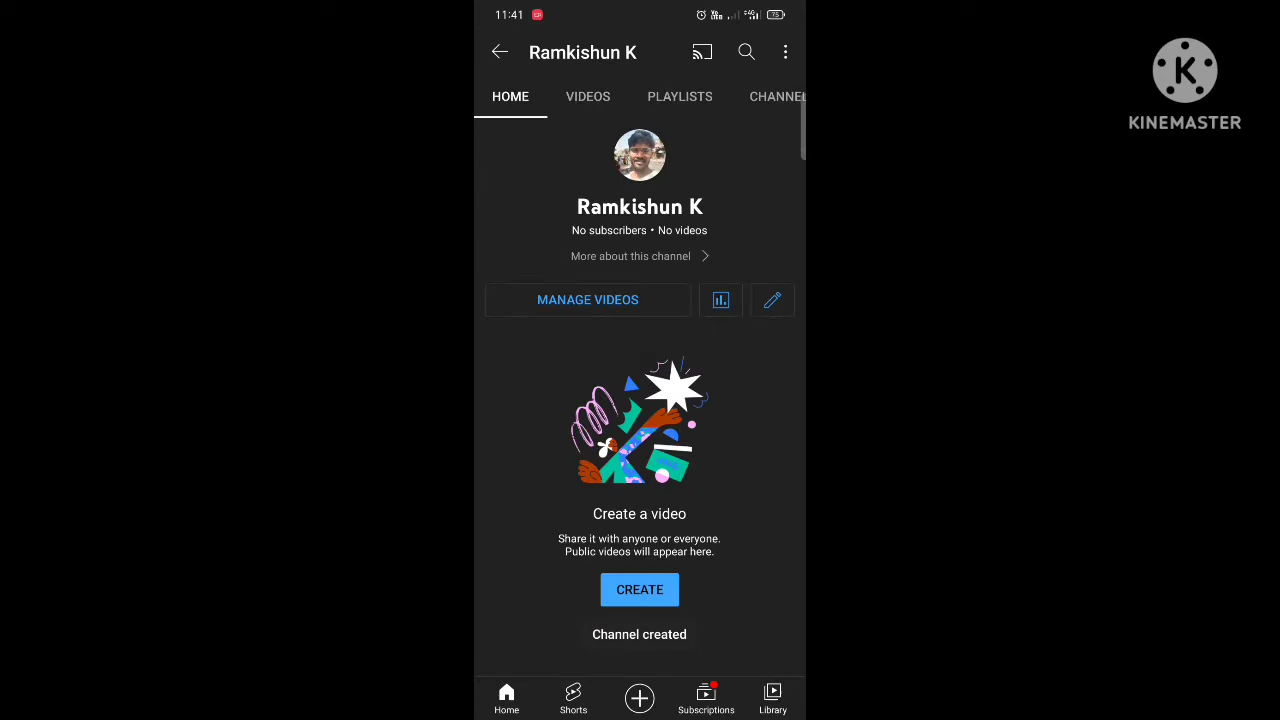 11:41
Ramkishun K
HOME VIDEOS PLAYLISTS CHANNEL
KINEMASTER
Ramkishun K
No subscribers • No videos
More about this channel
MANAGE VIDEOS
Create a video
Share it with anyone or everyone.
Public videos will appear here.
CREATE
Channel created
Home Shorts Subscriptions Library